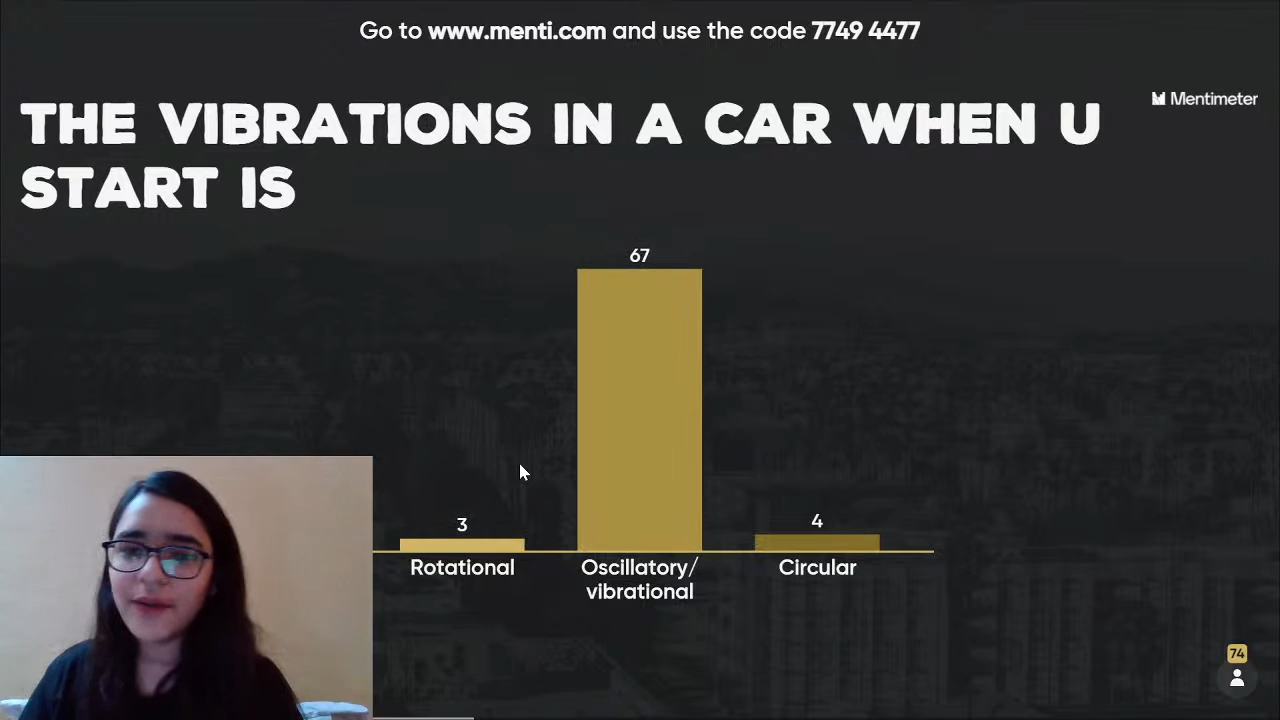 Go to www.menti.com and use the code 7749 4477
Mentimeter
THE VIBRATIONS IN A CAR WHEN U
START IS
67
3
4
Rotational
Oscillatory/
vibrational
Circular
74